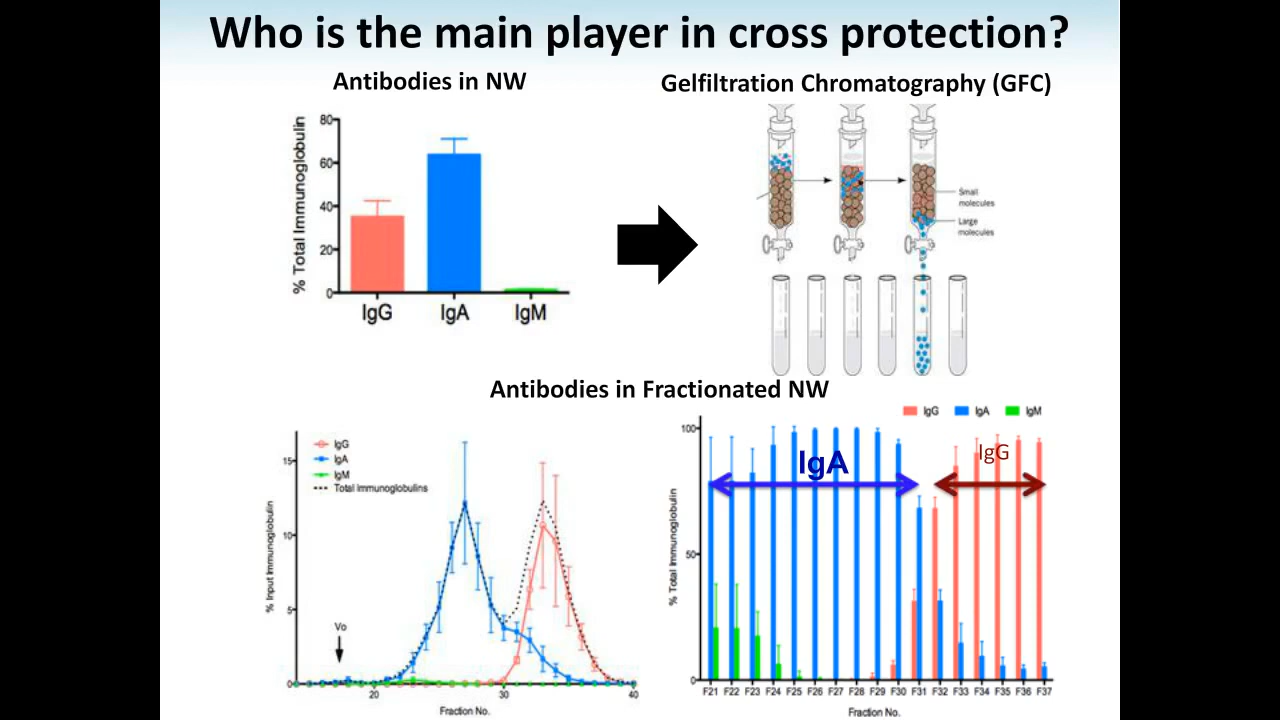 Who is the main player in cross protection?
Antibodies in NW
Gelfiltration Chromatography (GFC)
% Total Immunoglobulin
80
60
40
20
0
IgG
IgA
IgM
Small
molecules
Large
molecules
Antibodies in Fractionated NW
IgG
IgA
IgM
Total Immunoglobulins
% Input Immunoglobulin
15
10
5
0
Vo
20
30
40
Fraction No.
IgG IgA IgM
% Total Immunoglobulin
100
50
0
IgA
IgG
F21 F22 F23 F24 F25 F26 F27 F28 F29 F30 F31 F32 F33 F34 F35 F36 F37
Fraction No.